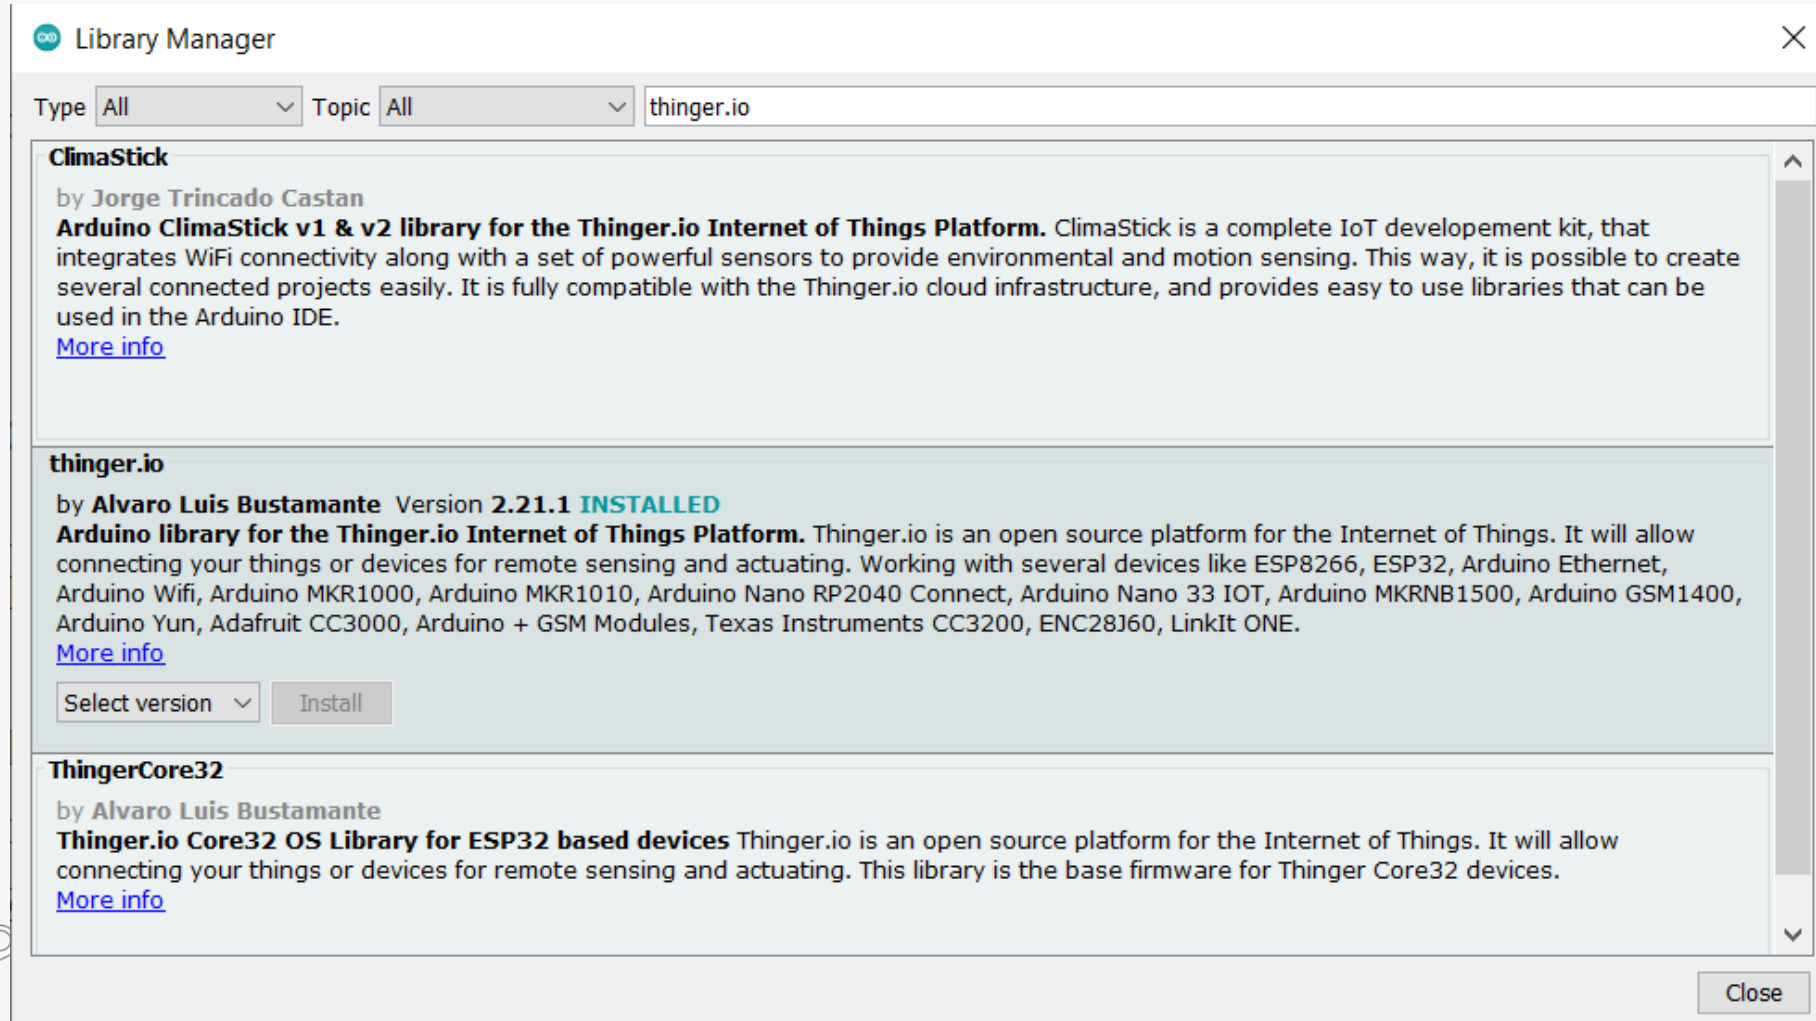 Library Manager
Type All Topic All thinger.io
ClimaStick
by Jorge Trincado Castan
Arduino ClimaStick v1 & v2 library for the Thinger.io Internet of Things Platform. ClimaStick is a complete IoT developement kit, that
integrates WiFi connectivity along with a set of powerful sensors to provide environmental and motion sensing. This way, it is possible to create
several connected projects easily. It is fully compatible with the Thinger.io cloud infrastructure, and provides easy to use libraries that can be
used in the Arduino IDE.
More info
thinger.io
by Alvaro Luis Bustamante Version 2.21.1 INSTALLED
Arduino library for the Thinger.io Internet of Things Platform. Thinger.io is an open source platform for the Internet of Things. It will allow
connecting your things or devices for remote sensing and actuating. Working with several devices like ESP8266, ESP32, Arduino Ethernet,
Arduino Wifi, Arduino MKR1000, Arduino MKR1010, Arduino Nano RP2040 Connect, Arduino Nano 33 IOT, Arduino MKRNB1500, Arduino GSM1400,
Arduino Yun, Adafruit CC3000, Arduino + GSM Modules, Texas Instruments CC3200, ENC28J60, LinkIt ONE.
More info
Select version Install
ThingerCore32
by Alvaro Luis Bustamante
Thinger.io Core32 OS Library for ESP32 based devices Thinger.io is an open source platform for the Internet of Things. It will allow
connecting your things or devices for remote sensing and actuating. This library is the base firmware for Thinger Core32 devices.
More info
Close